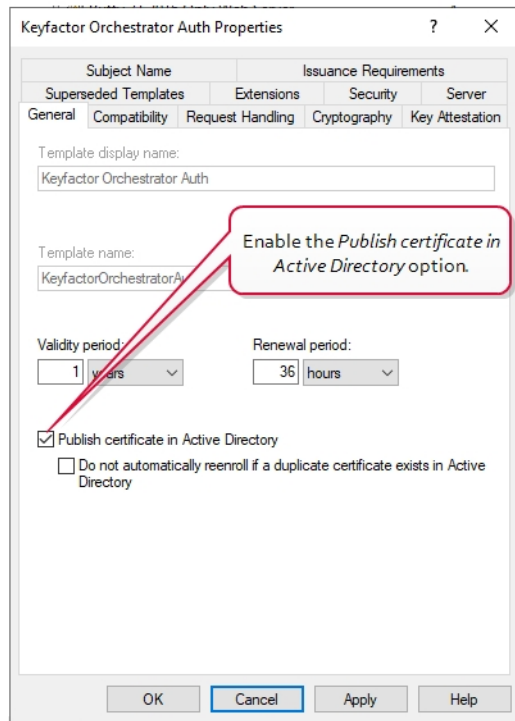 Keyfactor Orchestrator Auth Properties ? ×
Subject Name Issuance Requirements
Superseded Templates Extensions Security Server
General Compatibility Request Handling Cryptography Key Attestation
Template display name:
Keyfactor Orchestrator Auth
Enable the Publish certificate in
Active Directory option.
Template name:
Validity period: Renewal period:
1 years 36 hours
Publish certificate in Active Directory
Do not automatically reenroll if a duplicate certificate exists in Active
Directory
OK Cancel Apply Help